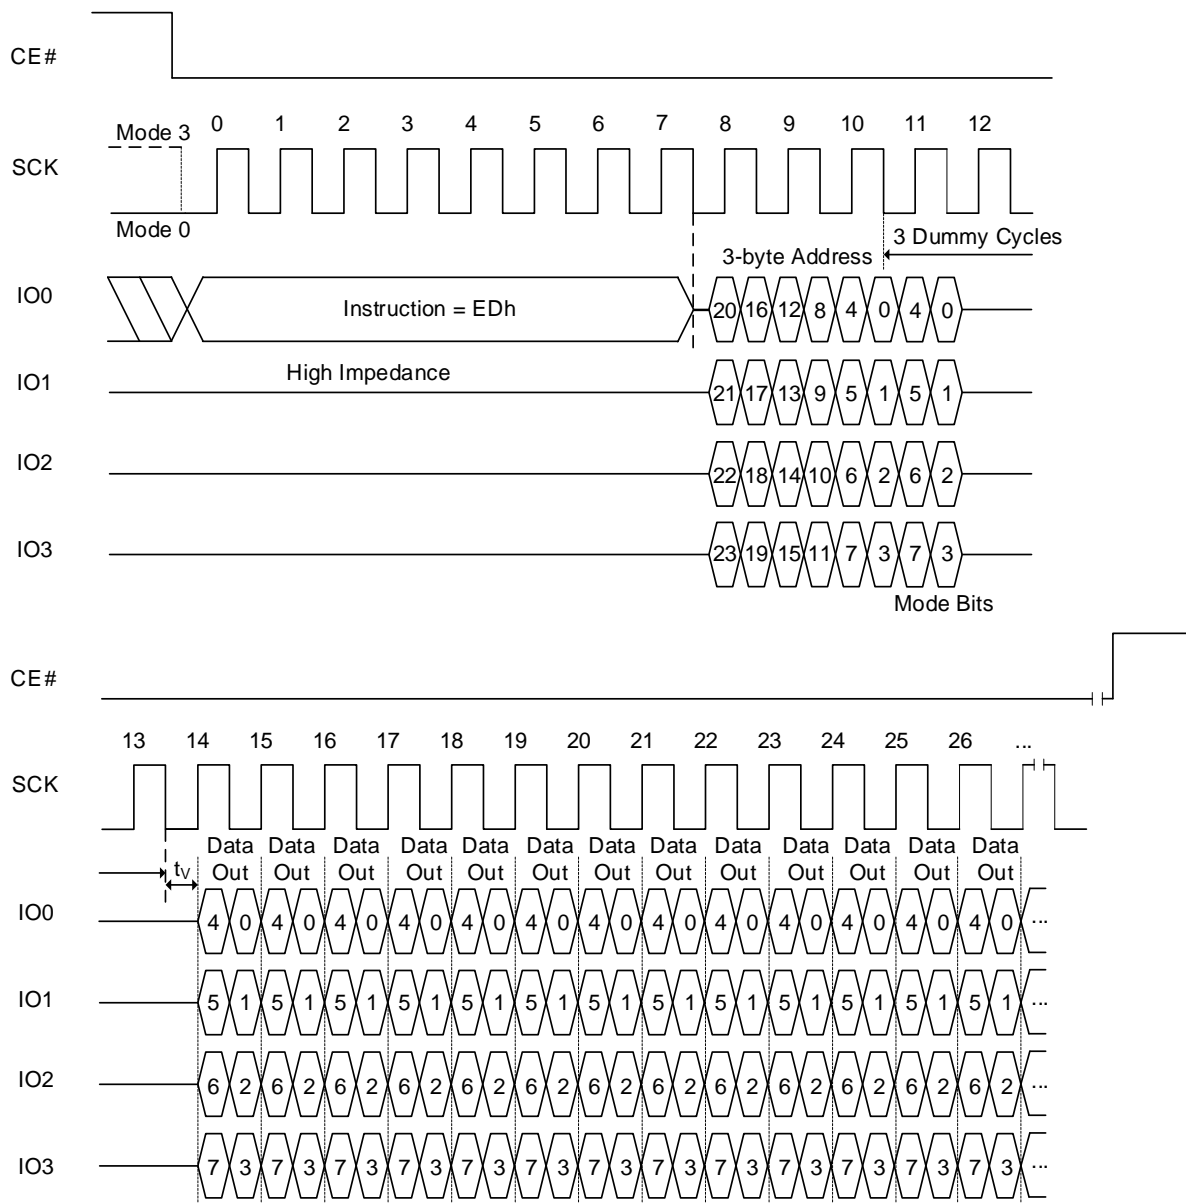 CE#
Mode 3 0 1 2 3 4 5 6 7 8 9 10 11 12
SCK
Mode 0
3 Dummy Cycles
3-byte Address
IO0 Instruction = EDh 20 16 12 8 4 0 4 0
IO1 High Impedance 21 17 13 9 5 1 5 1
IO2 22 18 14 10 6 2 6 2
IO3 23 19 15 11 7 3 7 3
Mode Bits
CE#
13 14 15 16 17 18 19 20 21 22 23 24 25 26 ...
SCK
Data Data Data Data Data Data Data Data Data Data Data Data Data
tV Out Out Out Out Out Out Out Out Out Out Out Out Out
IO0 4 0 4 0 4 0 4 0 4 0 4 0 4 0 4 0 4 0 4 0 4 0 4 0 4 0 ...
IO1 5 1 5 1 5 1 5 1 5 1 5 1 5 1 5 1 5 1 5 1 5 1 5 1 5 1 ...
IO2 6 2 6 2 6 2 6 2 6 2 6 2 6 2 6 2 6 2 6 2 6 2 6 2 6 2 ...
IO3 7 3 7 3 7 3 7 3 7 3 7 3 7 3 7 3 7 3 7 3 7 3 7 3 7 3 ...